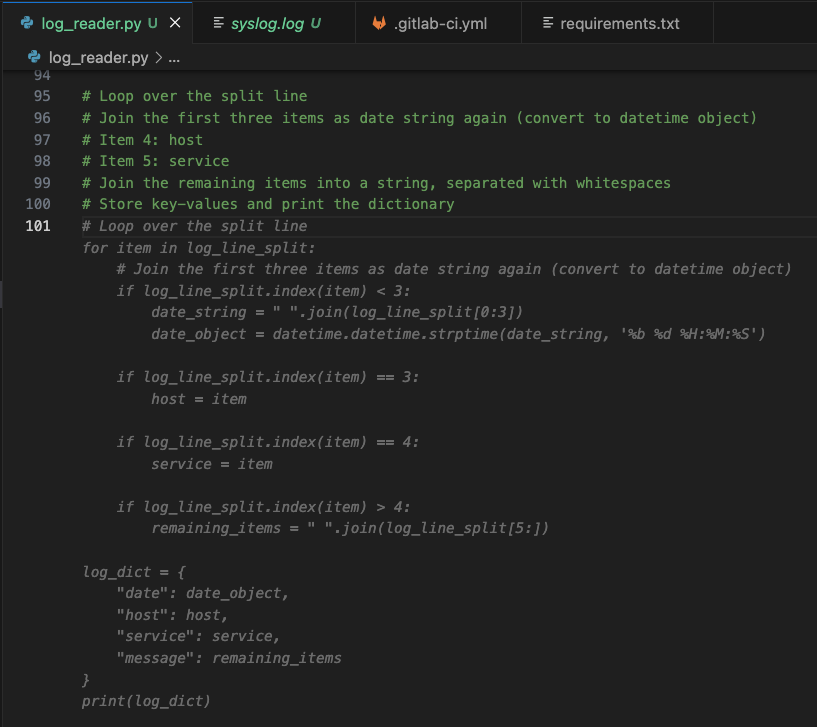 log_reader.py U
syslog.log U
.gitlab-ci.yml
requirements.txt
log_reader.py > ...
94
95 # Loop over the split line
96 # Join the first three items as date string again (convert to datetime object)
97 # Item 4: host
98 # Item 5: service
99 # Join the remaining items into a string, separated with whitespaces
100 # Store key-values and print the dictionary
101 # Loop over the split line
for item in log_line_split:
    # Join the first three items as date string again (convert to datetime object)
    if log_line_split.index(item) < 3:
        date_string = " ".join(log_line_split[0:3])
        date_object = datetime.datetime.strptime(date_string, '%b %d %H:%M:%S')
    if log_line_split.index(item) == 3:
        host = item
    if log_line_split.index(item) == 4:
        service = item
    if log_line_split.index(item) > 4:
        remaining_items = " ".join(log_line_split[5:])
log_dict = {
    "date": date_object,
    "host": host,
    "service": service,
    "message": remaining_items
}
print(log_dict)